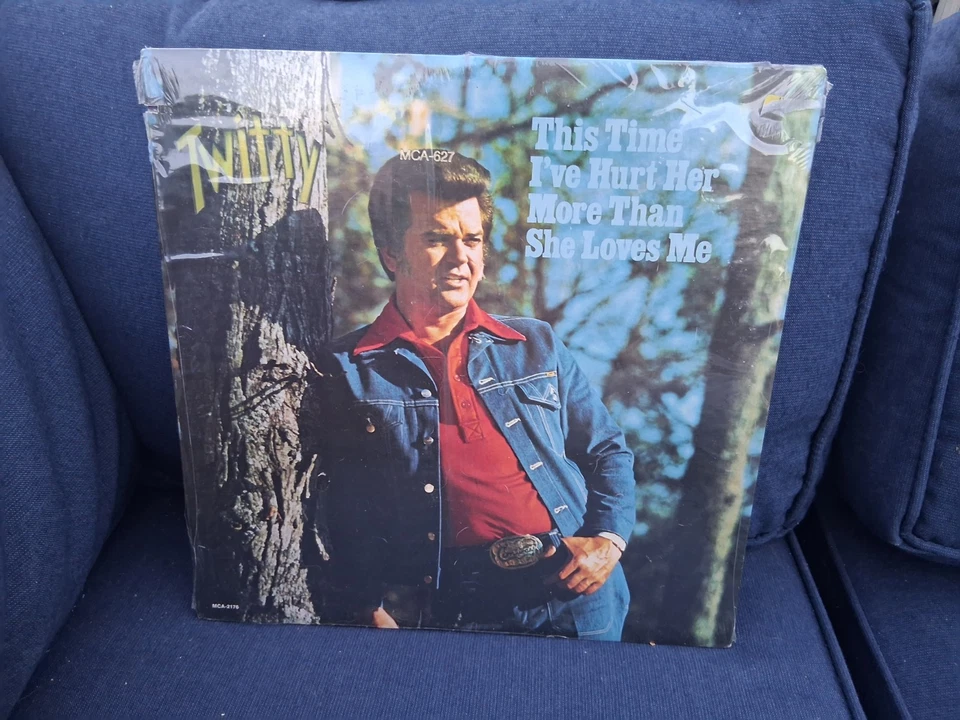 Twitty
MCA-627
This Time
I've Hurt Her
More Than
She Loves Me
MCA-2176